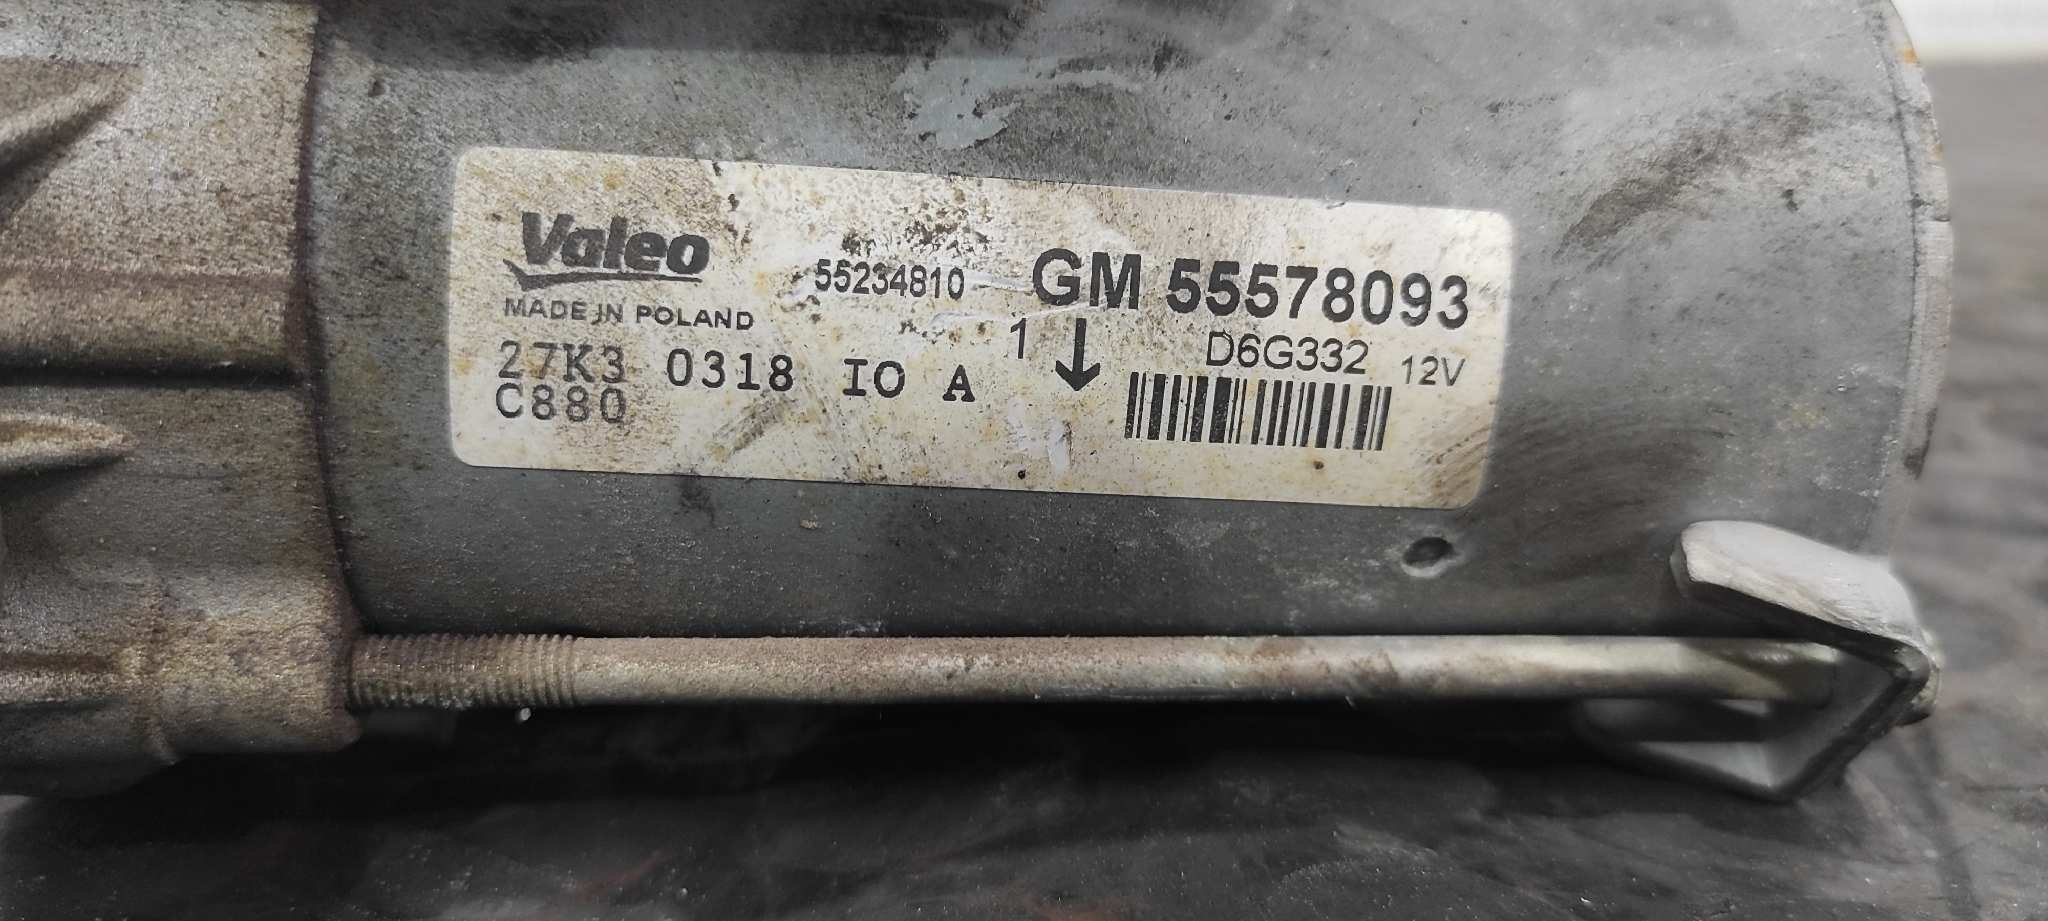 Valeo
MADE IN POLAND
55234810 GM 55578093
1 D6G332 12V
27K3 0318 IO A
C880